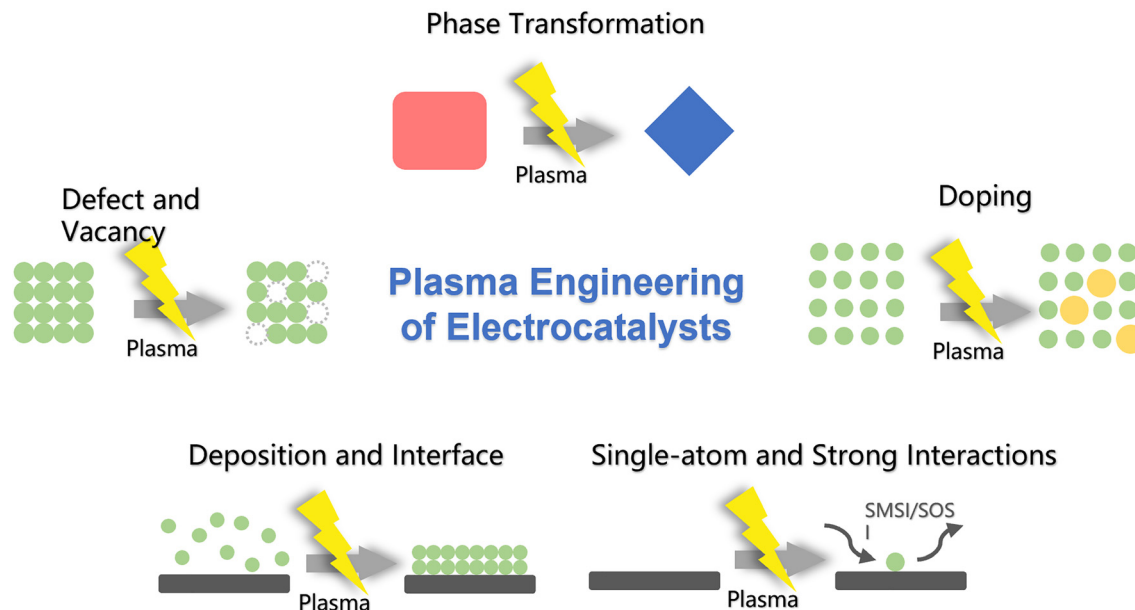 Phase Transformation
Plasma
Defect and
Vacancy
Plasma
Plasma Engineering
of Electrocatalysts
Doping
Plasma
Deposition and Interface
Plasma
Single-atom and Strong Interactions
SMSI/SOS
Plasma